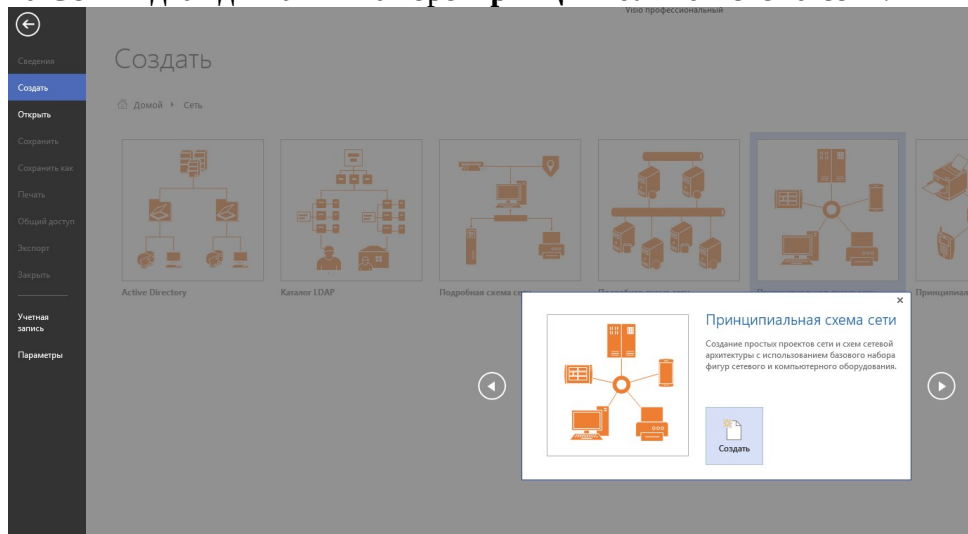 Visio профессиональный
Сведения
Создать
Открыть
Сохранить
Сохранить как
Печать
Общий доступ
Экспорт
Закрыть
Учетная
запись
Параметры
Создать
Домой
Сеть
Active Directory
Каталог LDAP
Подробная схема
Принципиальная схема сети
Создание простых проектов сети и схем сетевой
архитектуры с использованием базового набора
фигур сетевого и компьютерного оборудования.
Создать